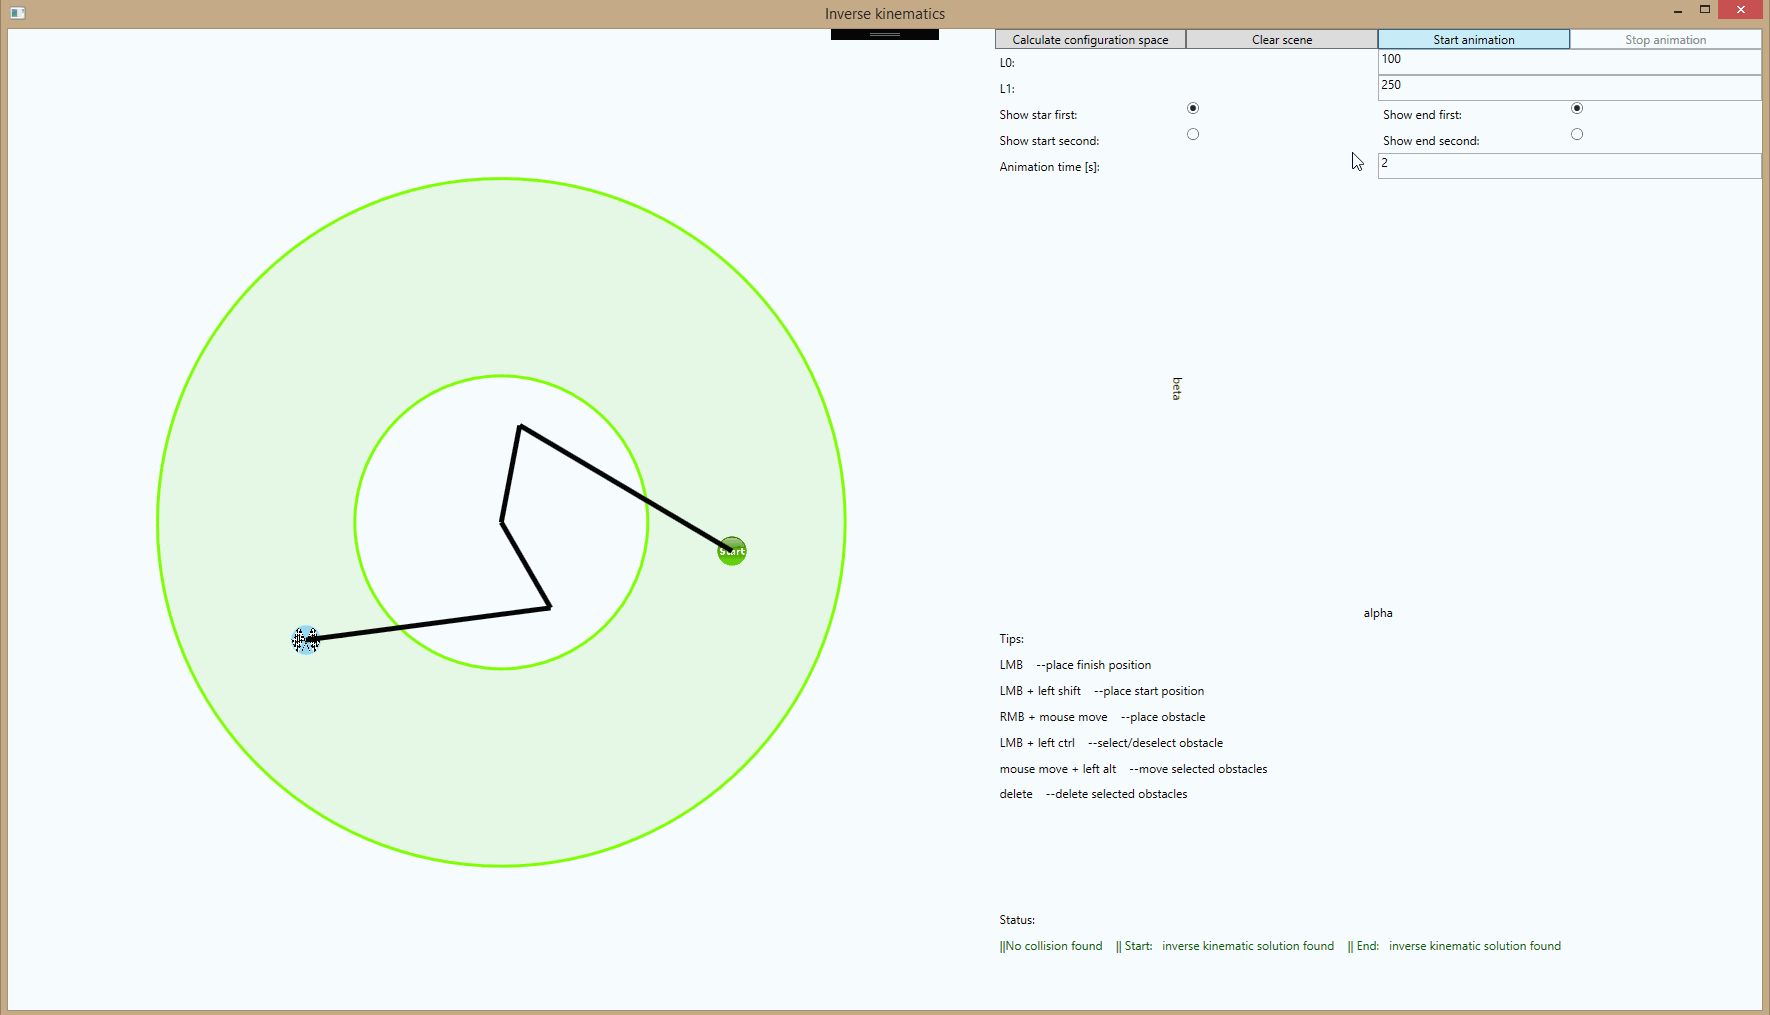 Inverse kinematics
Calculate configuration space Clear scene Start animation Stop animation
L0: 100
L1: 250
Show star first: Show end first:
Show start second: Show end second:
Animation time [s]: 2
beta
Start
alpha
Tips:
LMB --place finish position
LMB + left shift --place start position
RMB + mouse move --place obstacle
LMB + left ctrl --select/deselect obstacle
mouse move + left alt --move selected obstacles
delete --delete selected obstacles
Status:
||No collision found || Start: inverse kinematic solution found || End: inverse kinematic solution found